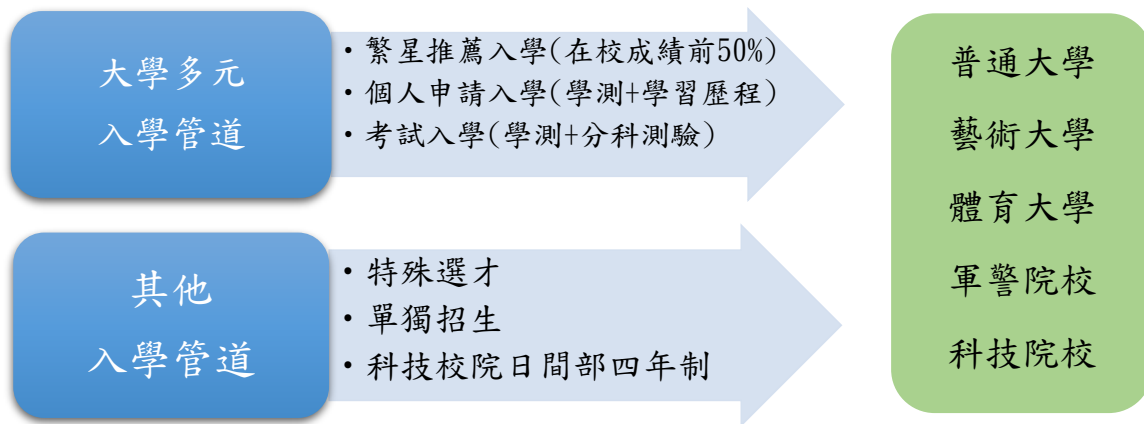 大學多元
入學管道
・繁星推薦入學(在校成績前50%)
・個人申請入學(學測+學習歷程)
・考試入學(學測+分科測驗)
其他
入學管道
・特殊選才
・單獨招生
・科技校院日間部四年制
普通大學
藝術大學
體育大學
軍警院校
科技院校